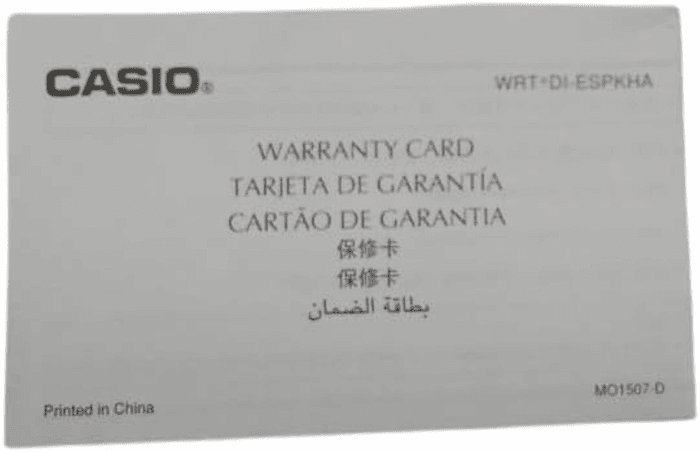 CASIO®
WRT*DI-ESPKHA
WARRANTY CARD
TARJETA DE GARANTÍA
CARTÃO DE GARANTIA
保修卡
保修卡
بطاقة الضمان
Printed in China
MO1507-D